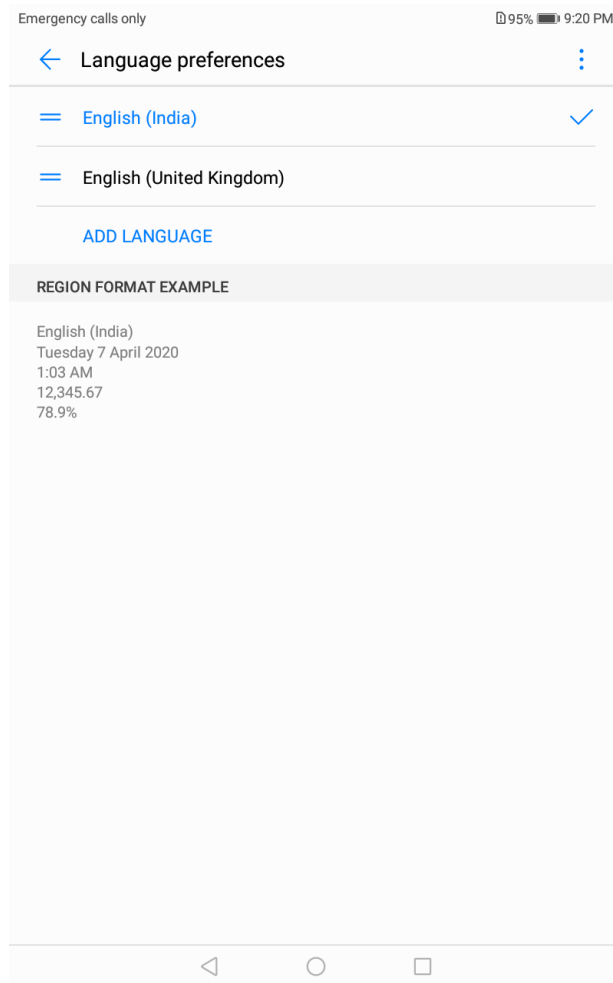 Emergency calls only 95% 9:20 PM
Language preferences
English (India)
English (United Kingdom)
ADD LANGUAGE
REGION FORMAT EXAMPLE
English (India)
Tuesday 7 April 2020
1:03 AM
12,345.67
78.9%